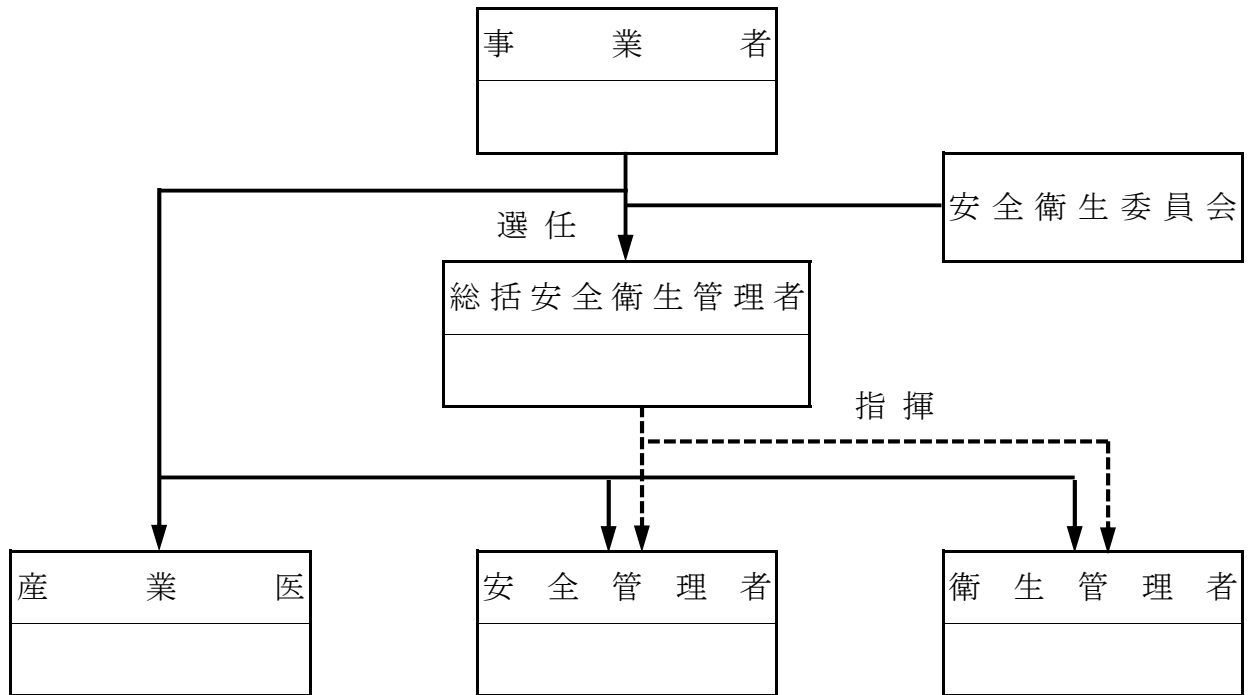 事業者
安全衛生委員会
選任
総括安全衛生管理者
指揮
産業医
安全管理者
衛生管理者